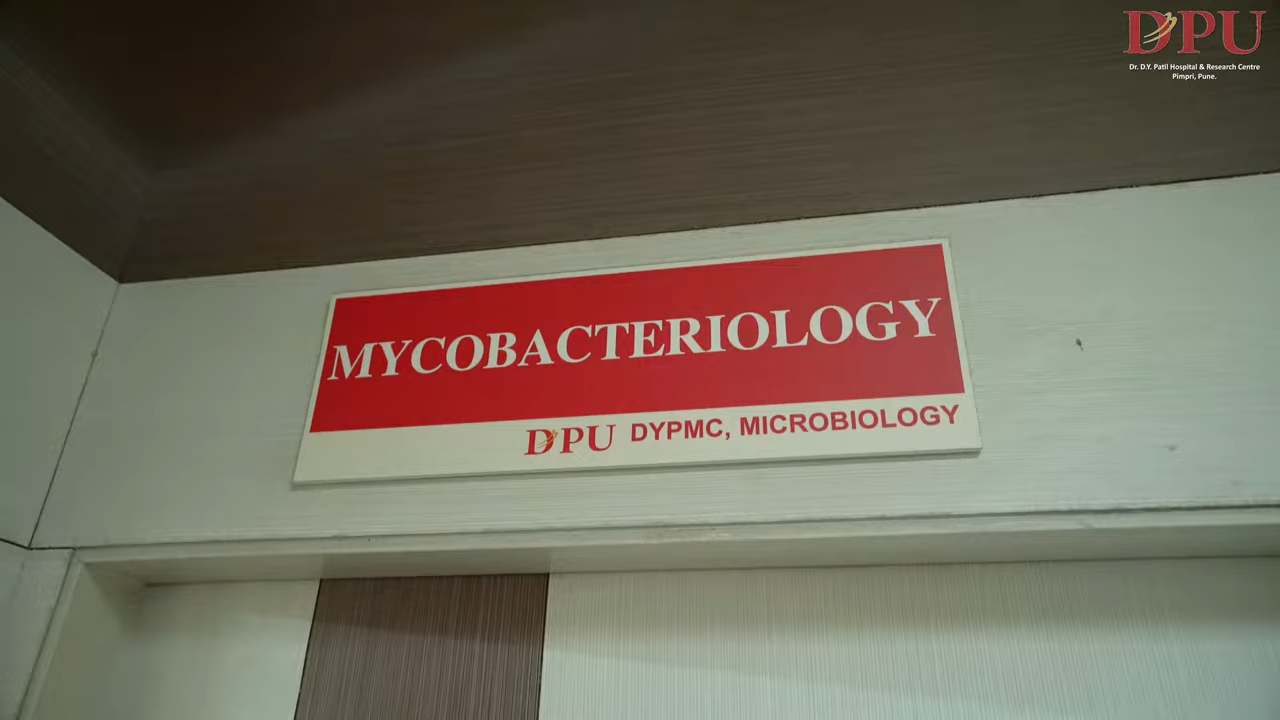 DPU
Dr. D.Y. Patil Hospital & Research Centre
Pimpri, Pune.
MYCOBACTERIOLOGY
DPU DYPMC, MICROBIOLOGY